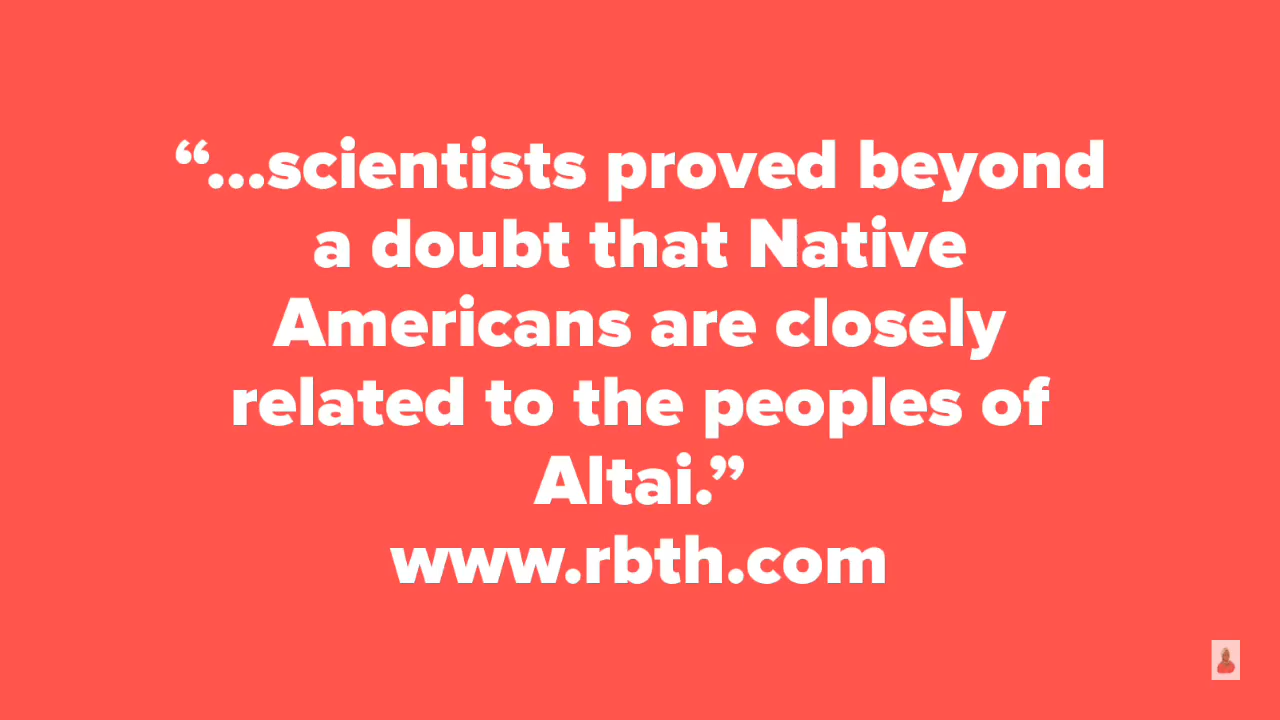 “...scientists proved beyond
a doubt that Native
Americans are closely
related to the peoples of
Altai.”
www.rbth.com